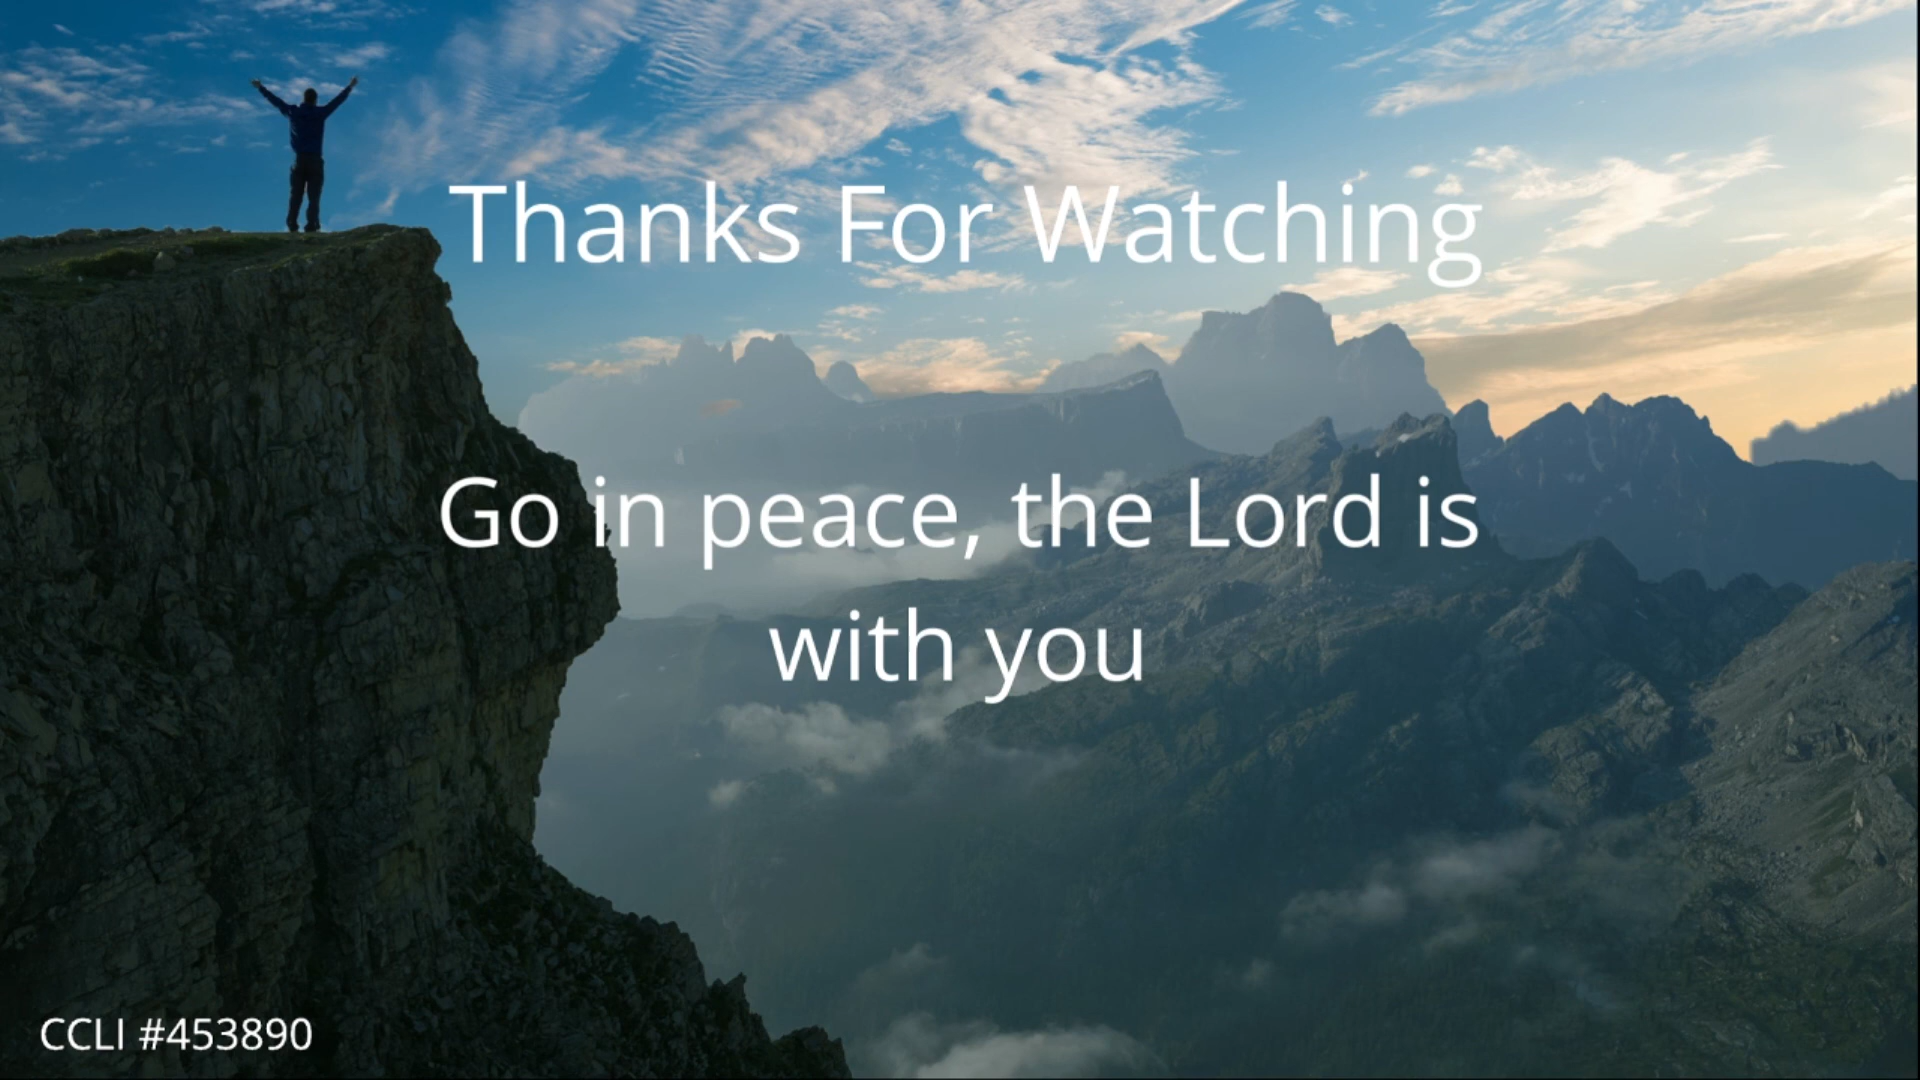 Thanks For Watching
Go in peace, the Lord is
with you
CCLI #453890